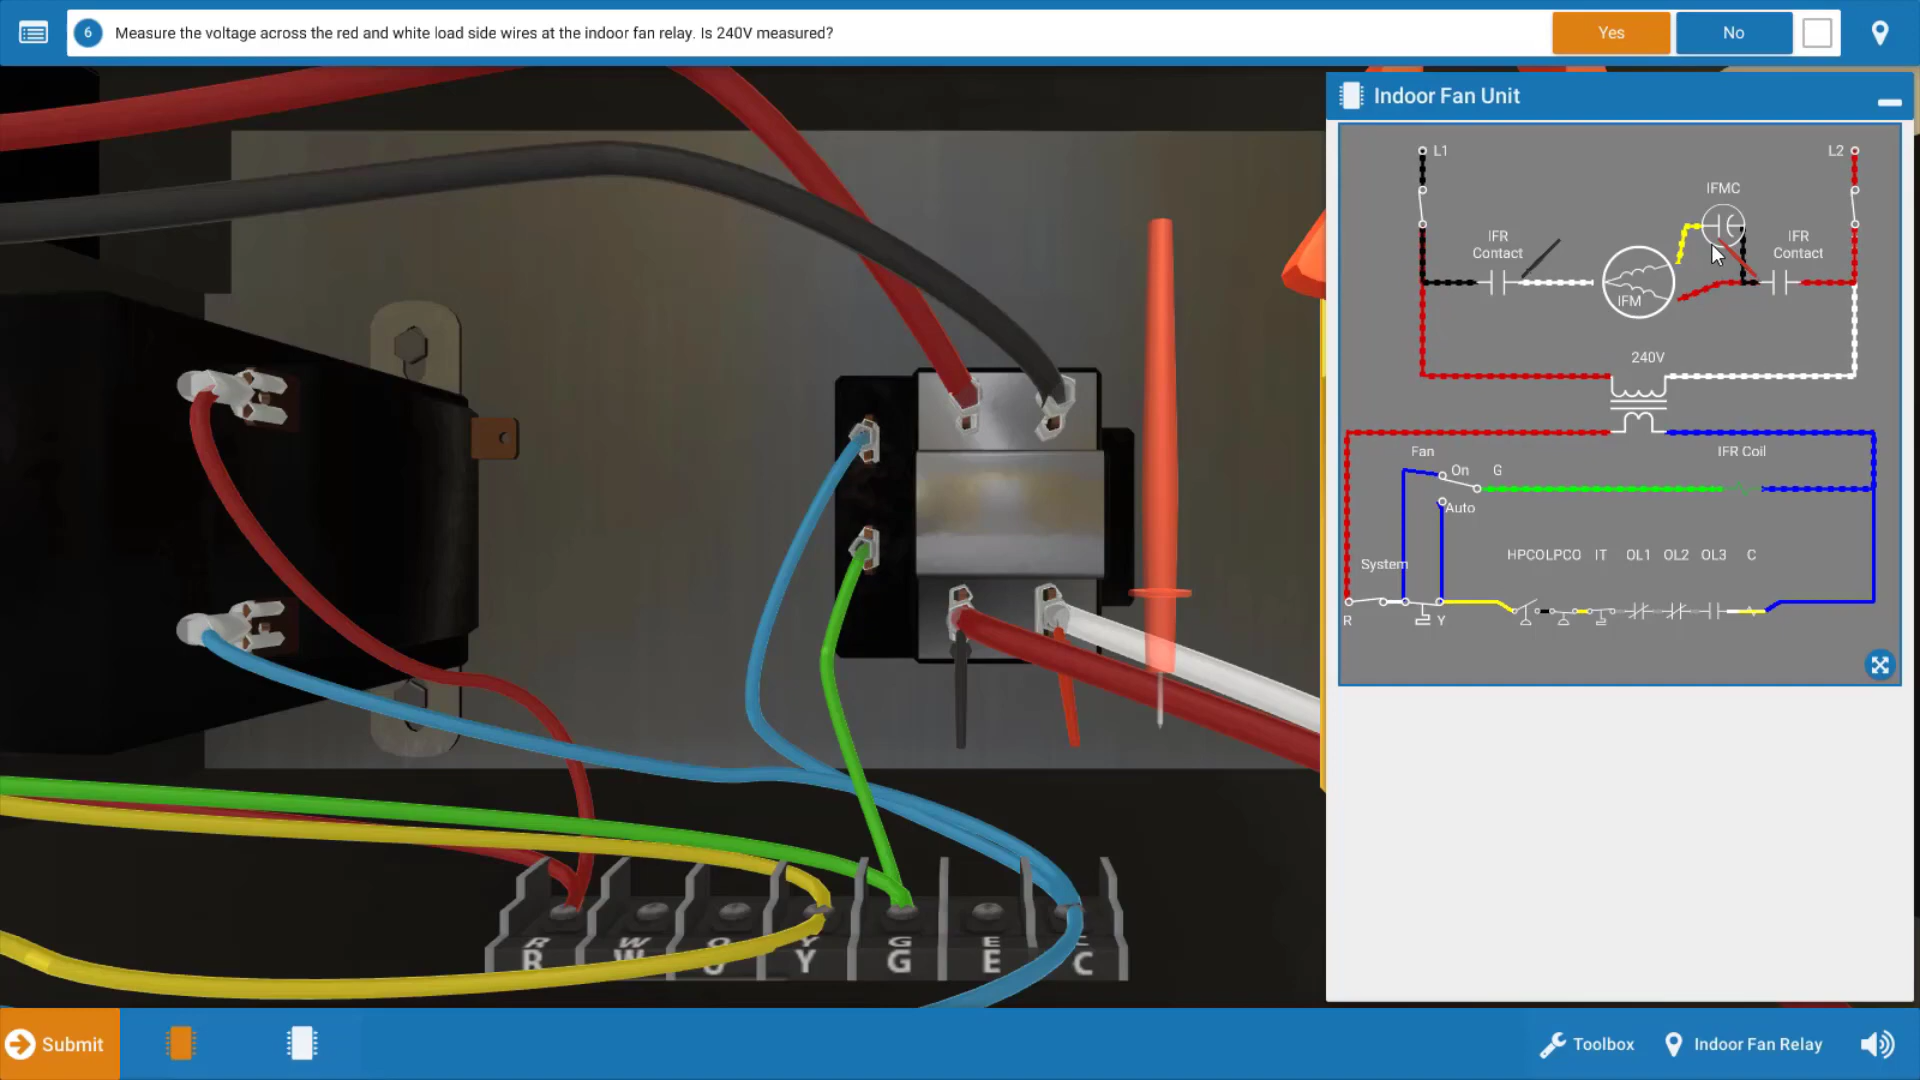 6 Measure the voltage across the red and white load side wires at the indoor fan relay. Is 240V measured?
Yes
No
Indoor Fan Unit
L1
L2
IFMC
IFR
Contact
IFR
Contact
IFM
240V
Fan
IFR Coil
On
G
Auto
System
HPCO LPCO IT OL1 OL2 OL3 C
R
Y
R W O Y G E C
R W Y G E C
Submit
Toolbox
Indoor Fan Relay